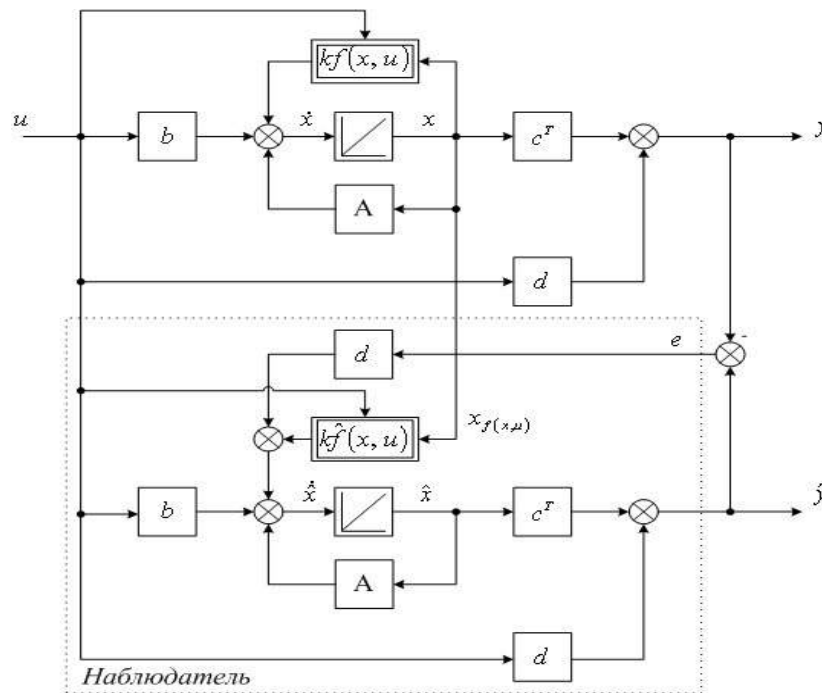 kf(x, u)
u
b
ẋ
x
c^T
y
A
d
d
e
kf̂(x, u)
x_f(x,u)
b
x̂̇
x̂
c^T
ŷ
A
d
-
Наблюдатель